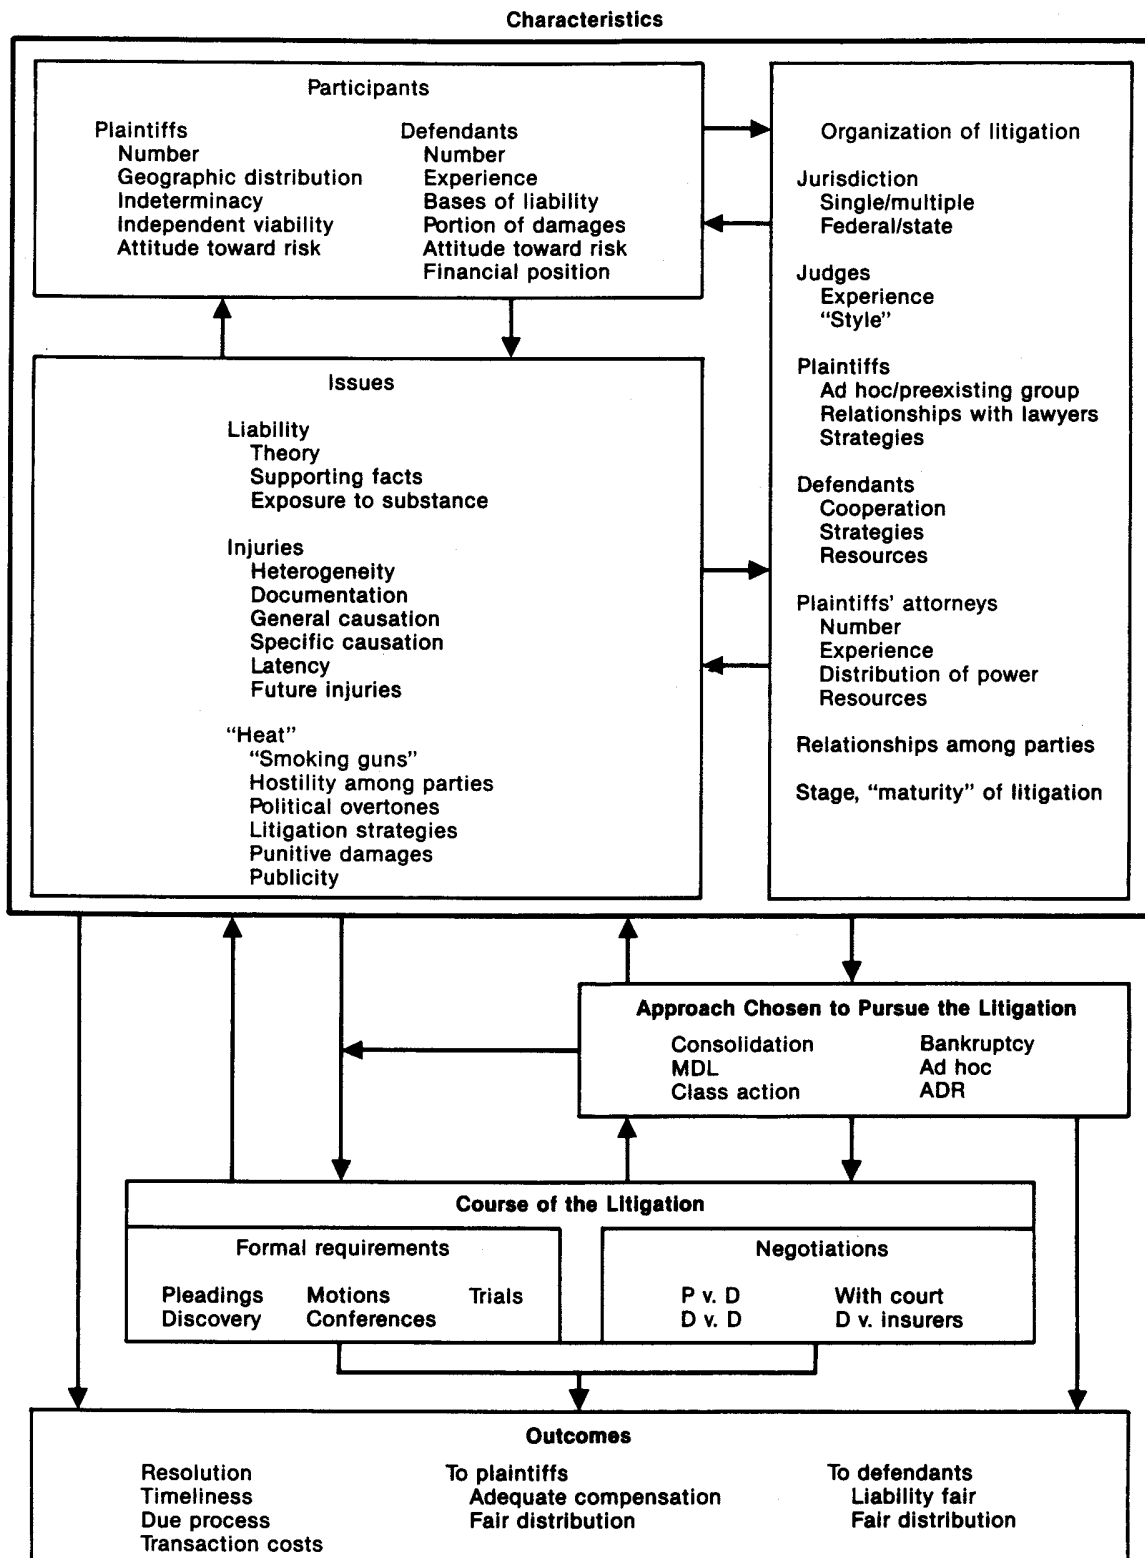 Characteristics
Participants
Plaintiffs
Number
Geographic distribution
Indeterminacy
Independent viability
Attitude toward risk
Defendants
Number
Experience
Bases of liability
Portion of damages
Attitude toward risk
Financial position
Organization of litigation
Jurisdiction
Single/multiple
Federal/state
Judges
Experience
“Style”
Plaintiffs
Ad hoc/preexisting group
Relationships with lawyers
Strategies
Defendants
Cooperation
Strategies
Resources
Plaintiffs’ attorneys
Number
Experience
Distribution of power
Resources
Relationships among parties
Stage, “maturity” of litigation
Issues
Liability
Theory
Supporting facts
Exposure to substance
Injuries
Heterogeneity
Documentation
General causation
Specific causation
Latency
Future injuries
“Heat”
“Smoking guns”
Hostility among parties
Political overtones
Litigation strategies
Punitive damages
Publicity
Approach Chosen to Pursue the Litigation
Consolidation
MDL
Class action
Bankruptcy
Ad hoc
ADR
Course of the Litigation
Formal requirements
Pleadings Motions Trials
Discovery Conferences
Negotiations
P v. D With court
D v. D D v. insurers
Outcomes
Resolution
Timeliness
Due process
Transaction costs
To plaintiffs
Adequate compensation
Fair distribution
To defendants
Liability fair
Fair distribution